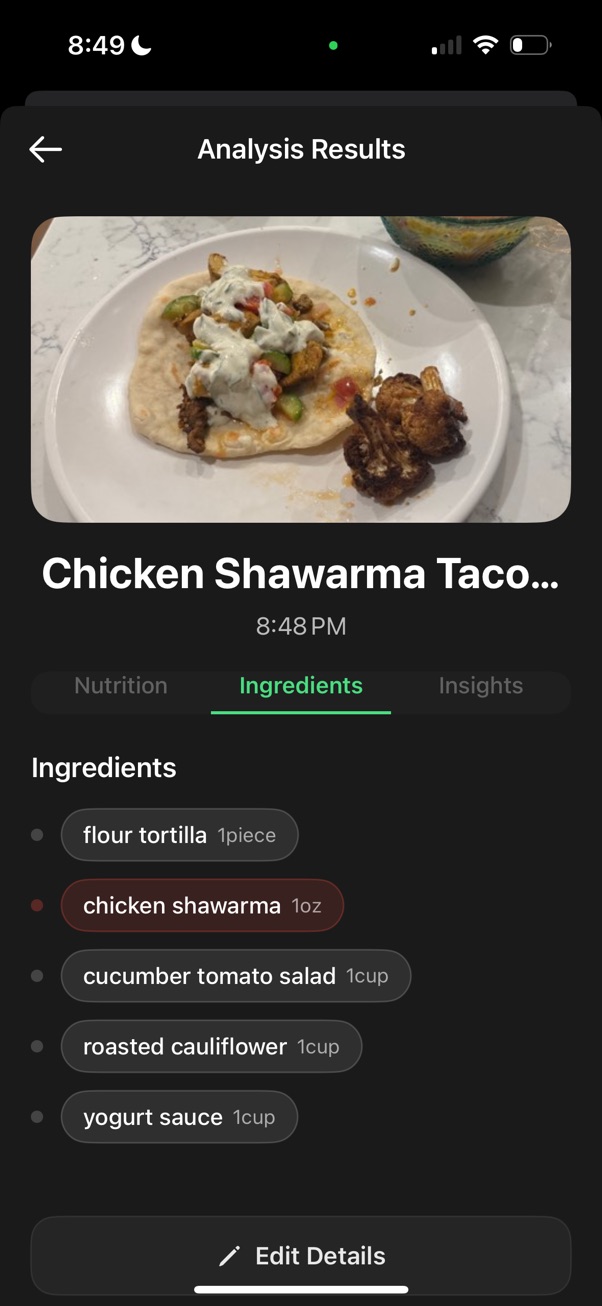 8:49
Analysis Results
Chicken Shawarma Taco...
8:48 PM
Nutrition Ingredients Insights
Ingredients
flour tortilla 1piece
chicken shawarma 1oz
cucumber tomato salad 1cup
roasted cauliflower 1cup
yogurt sauce 1cup
Edit Details